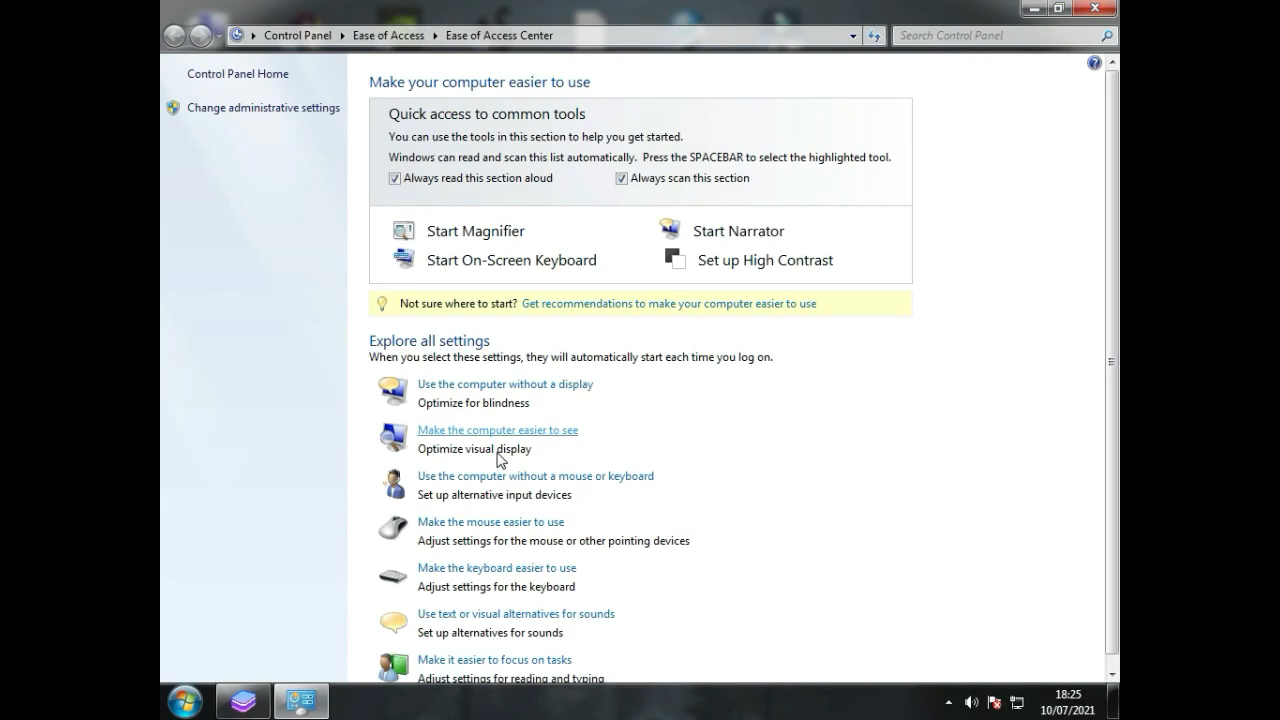 Control Panel Ease of Access Ease of Access Center
Search Control Panel
Control Panel Home
Change administrative settings
Make your computer easier to use
Quick access to common tools
You can use the tools in this section to help you get started.
Windows can read and scan this list automatically. Press the SPACEBAR to select the highlighted tool.
Always read this section aloud Always scan this section
Start Magnifier Start Narrator
Start On-Screen Keyboard Set up High Contrast
Not sure where to start? Get recommendations to make your computer easier to use
Explore all settings
When you select these settings, they will automatically start each time you log on.
Use the computer without a display
Optimize for blindness
Make the computer easier to see
Optimize visual display
Use the computer without a mouse or keyboard
Set up alternative input devices
Make the mouse easier to use
Adjust settings for the mouse or other pointing devices
Make the keyboard easier to use
Adjust settings for the keyboard
Use text or visual alternatives for sounds
Set up alternatives for sounds
Make it easier to focus on tasks
Adjust settings for reading and typing
18:25
10/07/2021